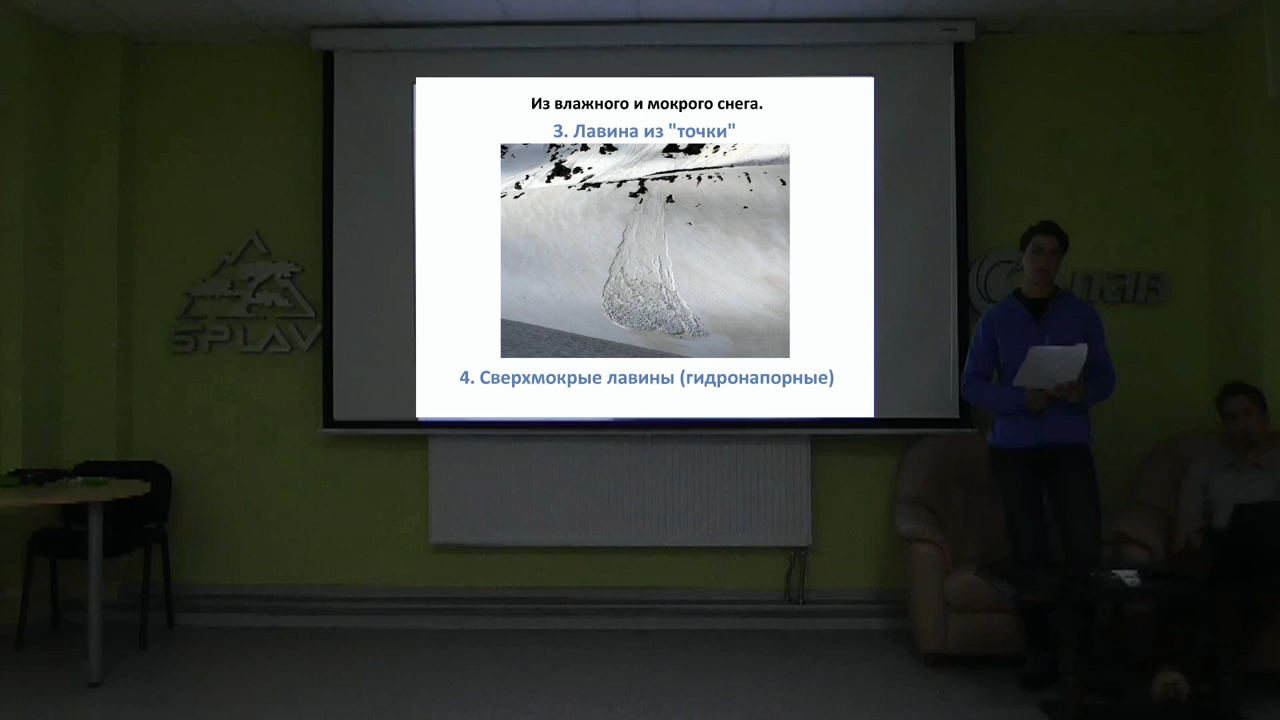 Из влажного и мокрого снега.
3. Лавина из "точки"
4. Сверхмокрые лавины (гидронапорные)
SPLAV